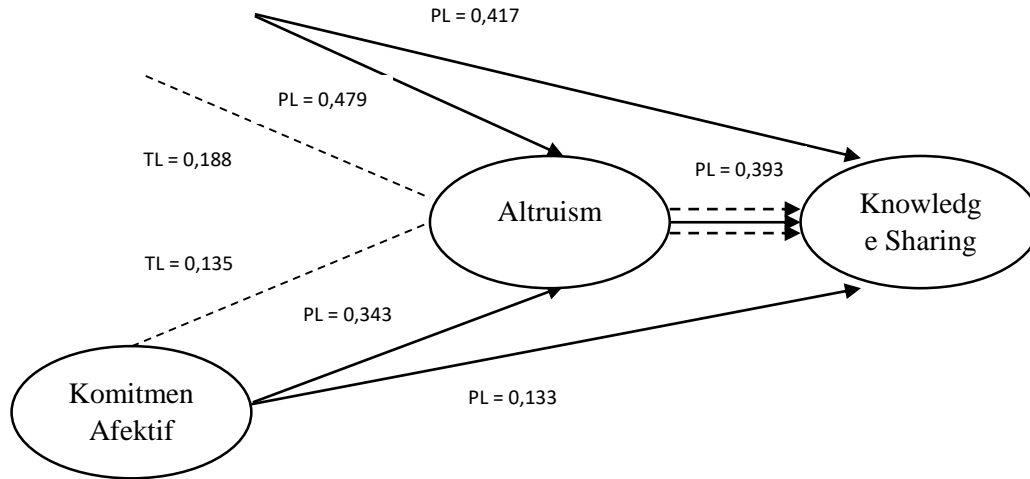 PL = 0,417
PL = 0,479
TL = 0,188
PL = 0,393
Altruism
Knowledg
e Sharing
TL = 0,135
PL = 0,343
Komitmen
Afektif
PL = 0,133